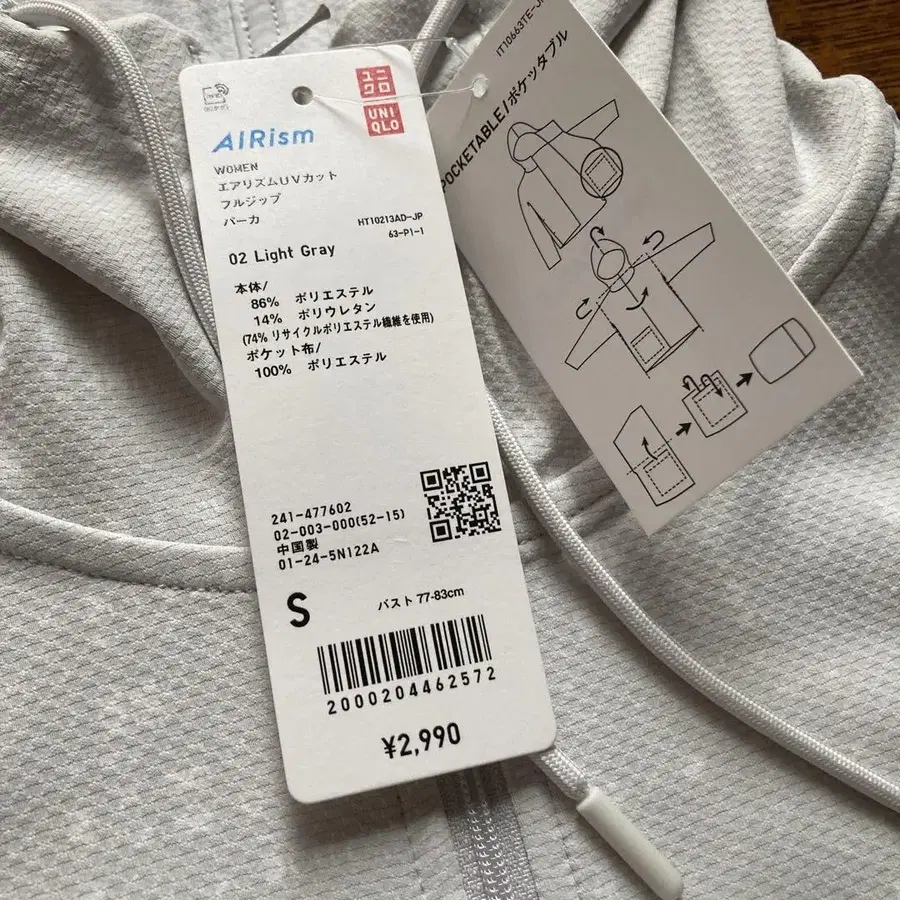 ユニ
クロ
UNI
QLO
AIRism
WOMEN
エアリズムUVカット
フルジップ
パーカ
HT10213AD-JP
63-P1-1
02 Light Gray
本体/
86% ポリエステル
14% ポリウレタン
(74% リサイクルポリエステル繊維を使用)
ポケット布/
100% ポリエステル
241-477602
02-003-000(52-15)
中国製
01-24-5N122A
S
バスト 77-83cm
2000204462572
¥2,990
POCKETABLE/ポケッタブル